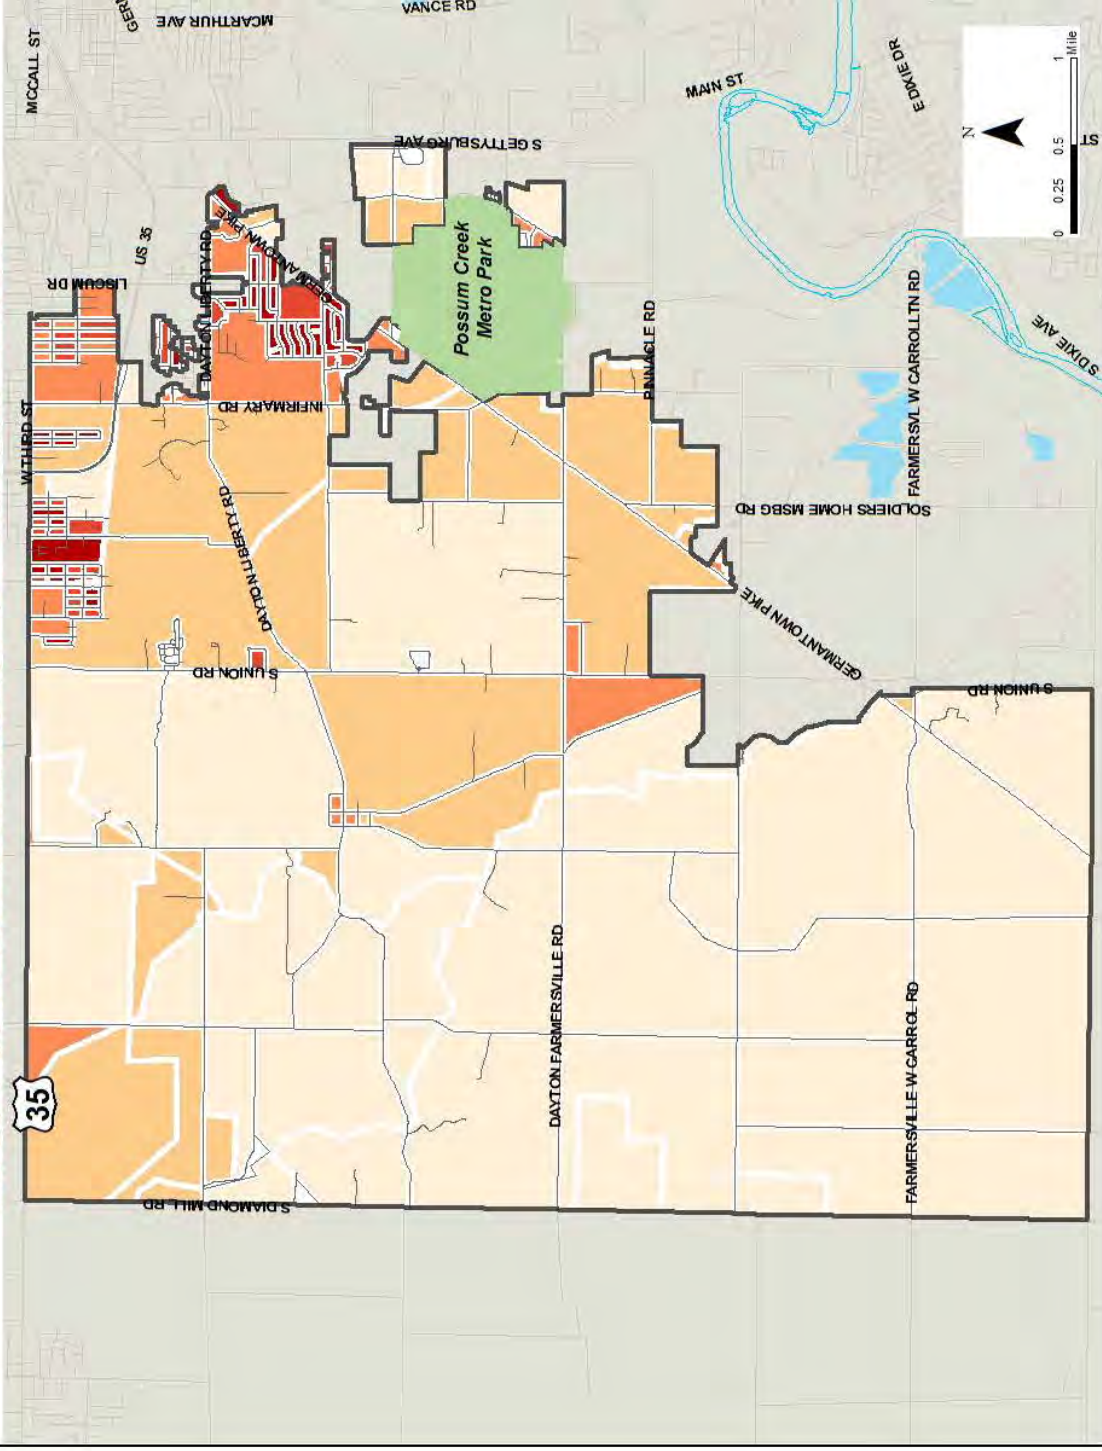 MCCALL ST
MCARTHUR AVE
VANCE RD
MAIN ST
E DIXIE DR
N
0 0.25 0.5 1
Mile
ST
S GETTYSBURG AVE
US 35
LISCUM DR
GERMANTOWN PIKE
DAYTON LIBERTY RD
GERMANTOWN
Possum Creek
Metro Park
PINNACLE RD
FARMERSVL W CARROLLTN RD
S DIXIE AVE
W THIRD ST
INFIRMARY RD
DAYTON LIBERTY RD
SOLDIERS HOME MSBG RD
GERMANTOWN PIKE
S UNION RD
S UNION RD
DAYTON FARMERSVILLE RD
FARMERSVILLE W CARROL RD
35
S DIAMOND MILL RD